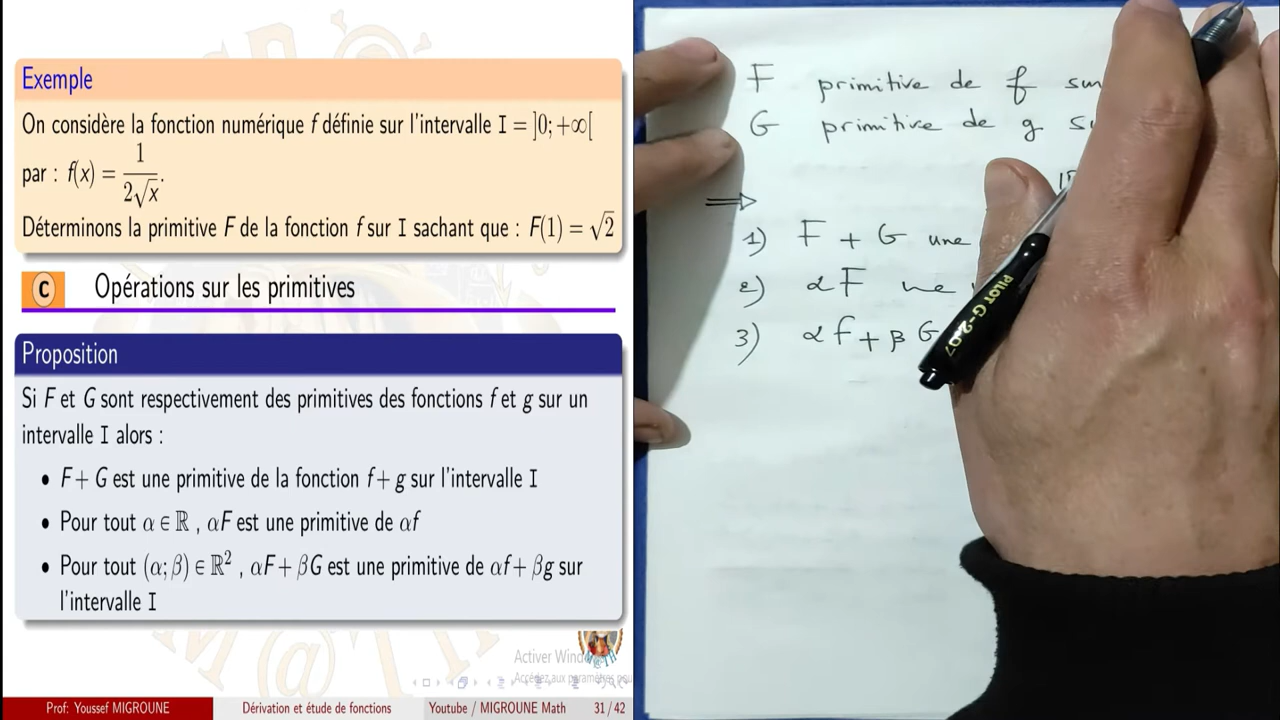 Exemple
On considère la fonction numérique f définie sur l'intervalle I = ]0; +∞[
par : f(x) = 1/(2√x).
Déterminons la primitive F de la fonction f sur I sachant que : F(1) = √2
C Opérations sur les primitives
Proposition
Si F et G sont respectivement des primitives des fonctions f et g sur un
intervalle I alors :
• F + G est une primitive de la fonction f + g sur l'intervalle I
• Pour tout α ∈ ℝ , αF est une primitive de αf
• Pour tout (α; β) ∈ ℝ² , αF + βG est une primitive de αf + βg sur
l'intervalle I
Activer
Accédez aux paramètres
Prof: Youssef MIGROUNE Dérivation et étude de fonctions Youtube / MIGROUNE Math 31 / 42
F primitive de f sur
G primitive de g
⟹
1) F + G une
2) αF
3) αf + β G
PILOT G-2 07